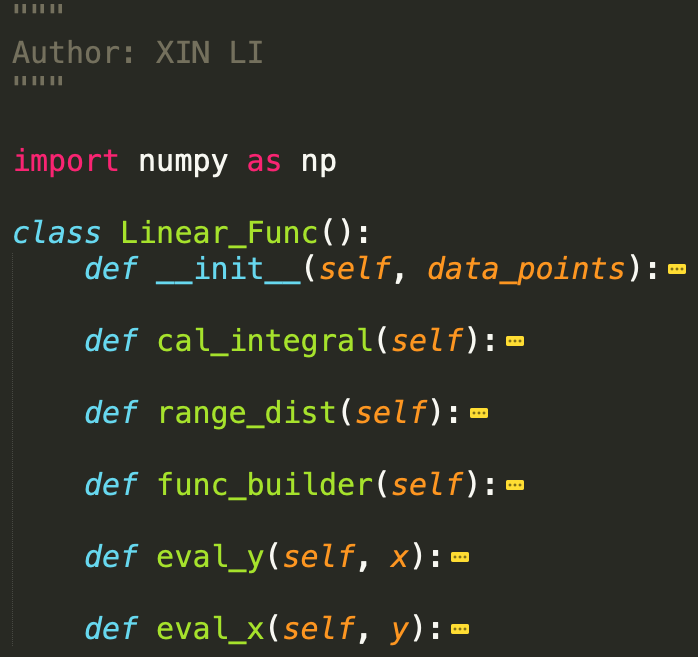 """
Author: XIN LI
"""
import numpy as np
class Linear_Func():
def __init__(self, data_points):
def cal_integral(self):
def range_dist(self):
def func_builder(self):
def eval_y(self, x):
def eval_x(self, y):